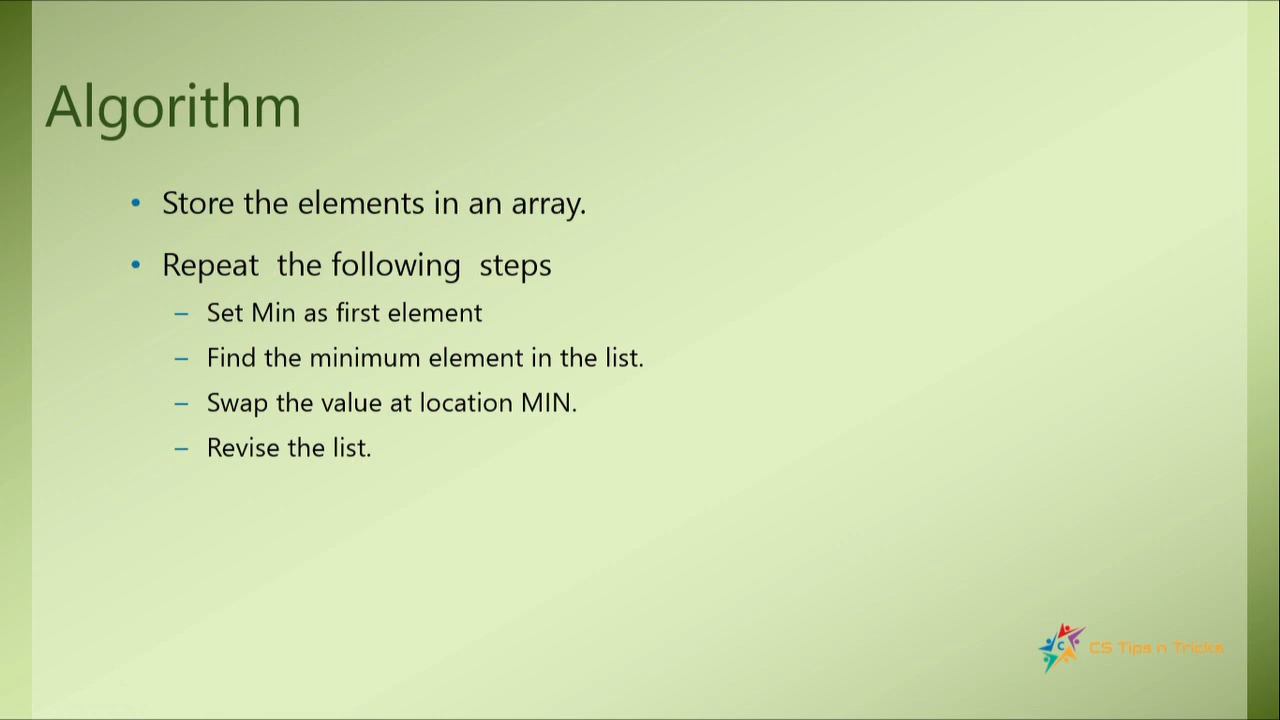 Algorithm
• Store the elements in an array.
• Repeat the following steps
– Set Min as first element
– Find the minimum element in the list.
– Swap the value at location MIN.
– Revise the list.
C CS Tips n Tricks